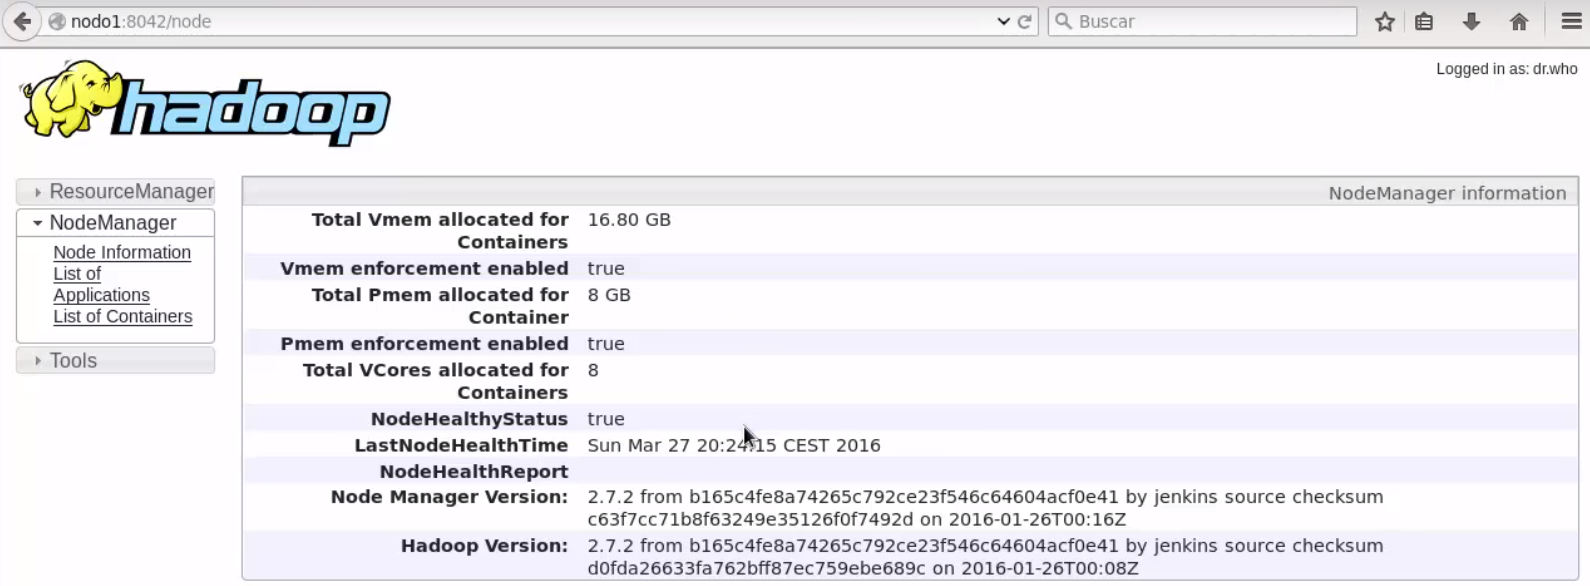 nodo1:8042/node
Buscar
Logged in as: dr.who
hadoop
ResourceManager
NodeManager
Node Information
List of
Applications
List of Containers
Tools
NodeManager information
Total Vmem allocated for 16.80 GB
Containers
Vmem enforcement enabled true
Total Pmem allocated for 8 GB
Container
Pmem enforcement enabled true
Total VCores allocated for 8
Containers
NodeHealthyStatus true
LastNodeHealthTime Sun Mar 27 20:24:15 CEST 2016
NodeHealthReport
Node Manager Version: 2.7.2 from b165c4fe8a74265c792ce23f546c64604acf0e41 by jenkins source checksum
c63f7cc71b8f63249e35126f0f7492d on 2016-01-26T00:16Z
Hadoop Version: 2.7.2 from b165c4fe8a74265c792ce23f546c64604acf0e41 by jenkins source checksum
d0fda26633fa762bff87ec759ebe689c on 2016-01-26T00:08Z